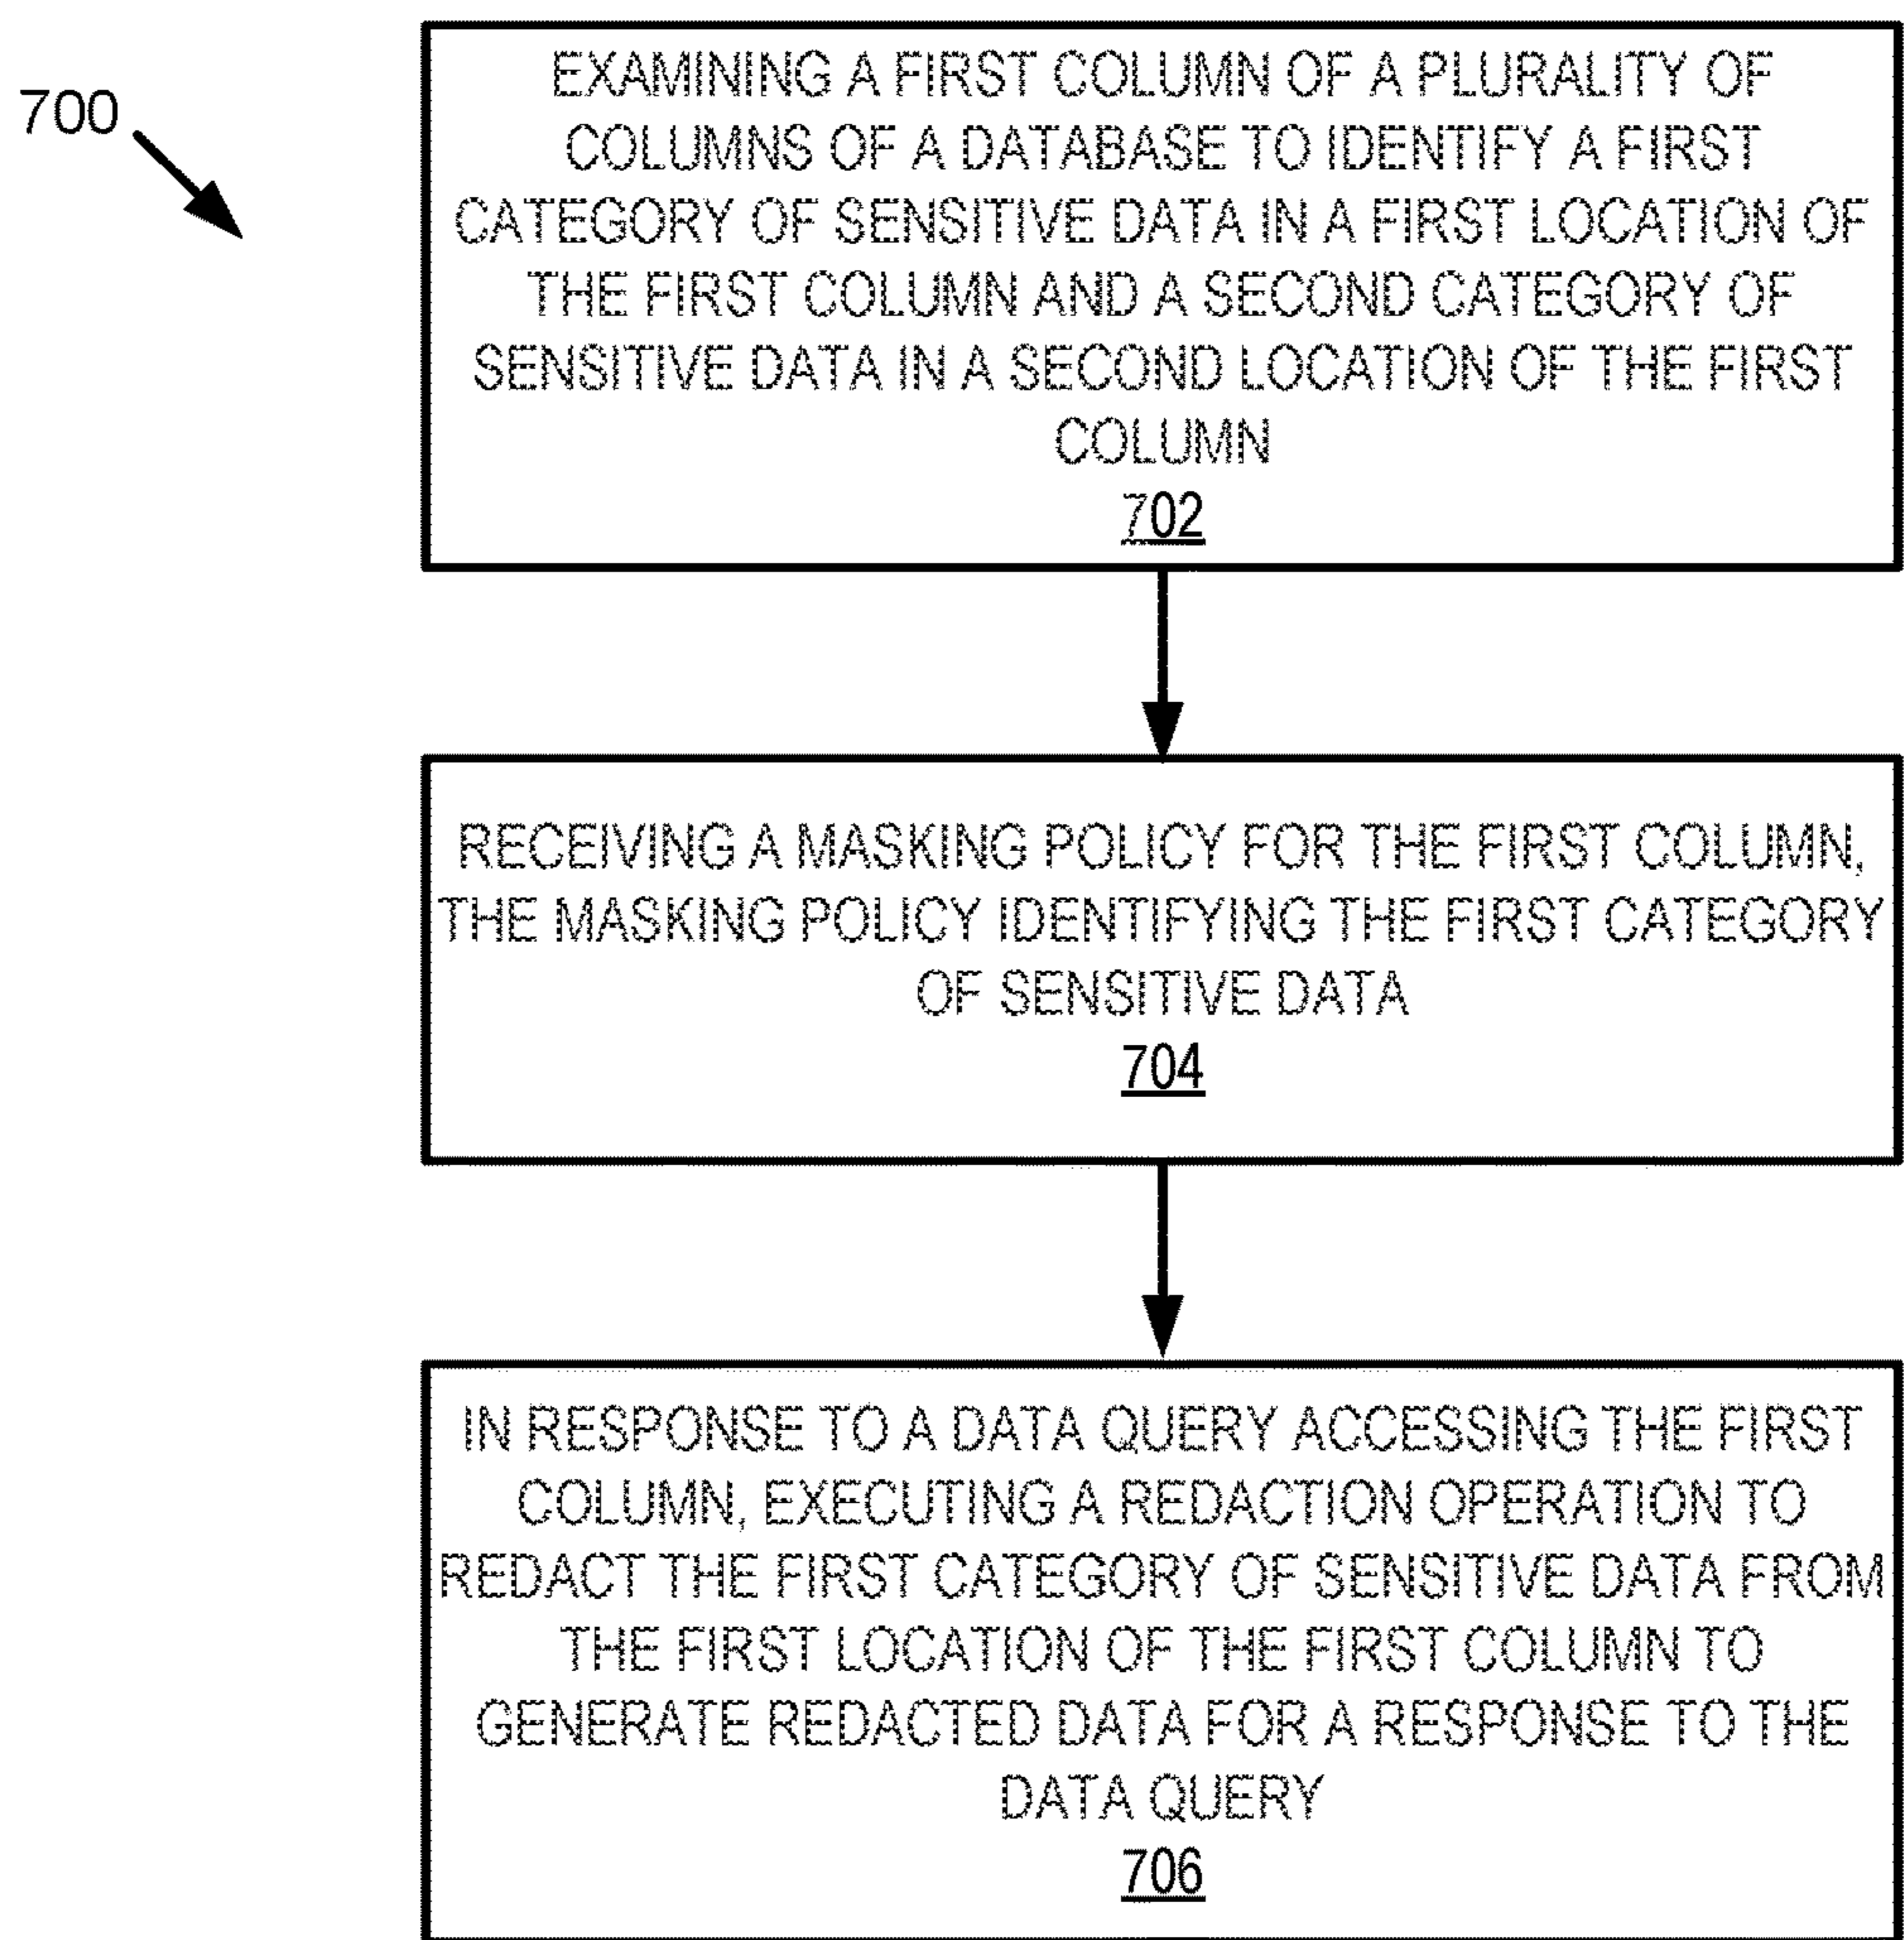 700
EXAMINING A FIRST COLUMN OF A PLURALITY OF
COLUMNS OF A DATABASE TO IDENTIFY A FIRST
CATEGORY OF SENSITIVE DATA IN A FIRST LOCATION OF
THE FIRST COLUMN AND A SECOND CATEGORY OF
SENSITIVE DATA IN A SECOND LOCATION OF THE FIRST
COLUMN
702
RECEIVING A MASKING POLICY FOR THE FIRST COLUMN,
THE MASKING POLICY IDENTIFYING THE FIRST CATEGORY
OF SENSITIVE DATA
704
IN RESPONSE TO A DATA QUERY ACCESSING THE FIRST
COLUMN, EXECUTING A REDACTION OPERATION TO
REDACT THE FIRST CATEGORY OF SENSITIVE DATA FROM
THE FIRST LOCATION OF THE FIRST COLUMN TO
GENERATE REDACTED DATA FOR A RESPONSE TO THE
DATA QUERY
706